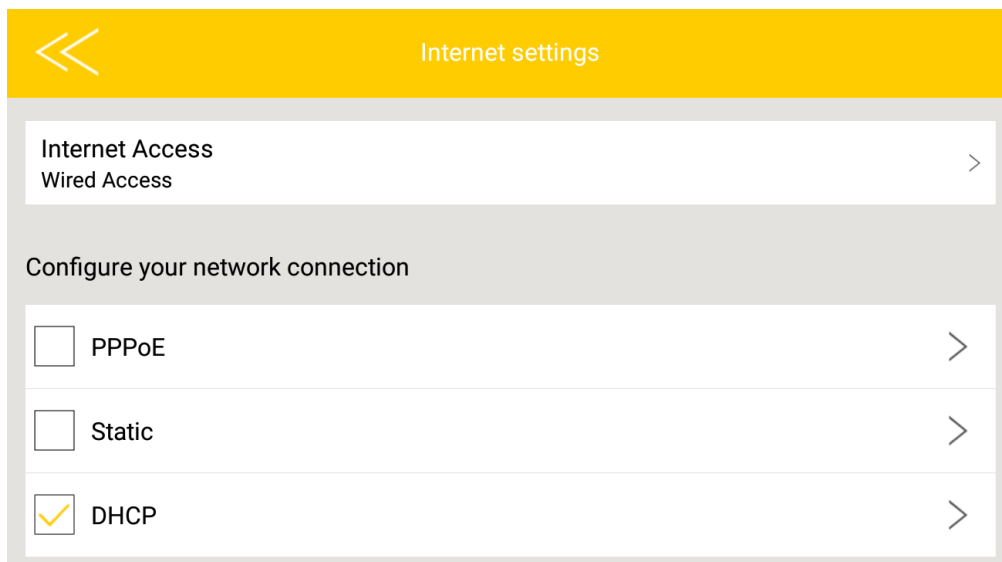 Internet settings
Internet Access
Wired Access
Configure your network connection
PPPoE
Static
DHCP